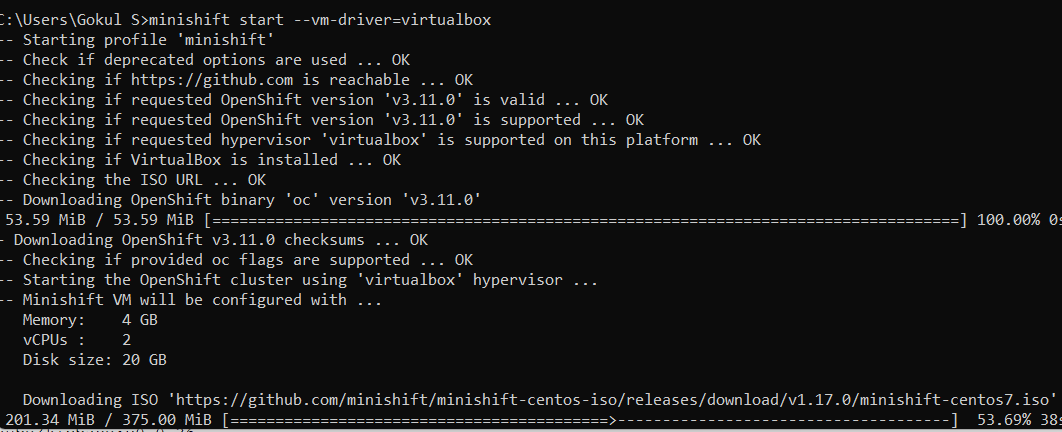 C:\Users\Gokul S>minishift start --vm-driver=virtualbox
-- Starting profile 'minishift'
-- Check if deprecated options are used ... OK
-- Checking if https://github.com is reachable ... OK
-- Checking if requested OpenShift version 'v3.11.0' is valid ... OK
-- Checking if requested OpenShift version 'v3.11.0' is supported ... OK
-- Checking if requested hypervisor 'virtualbox' is supported on this platform ... OK
-- Checking if VirtualBox is installed ... OK
-- Checking the ISO URL ... OK
-- Downloading OpenShift binary 'oc' version 'v3.11.0'
53.59 MiB / 53.59 MiB [===================================================================================] 100.00% 0s
- Downloading OpenShift v3.11.0 checksums ... OK
-- Checking if provided oc flags are supported ... OK
-- Starting the OpenShift cluster using 'virtualbox' hypervisor ...
-- Minishift VM will be configured with ...
Memory:    4 GB
vCPUs :    2
Disk size: 20 GB
Downloading ISO 'https://github.com/minishift/minishift-centos-iso/releases/download/v1.17.0/minishift-centos7.iso'
201.34 MiB / 375.00 MiB [==========================================>-------------------------------------] 53.69% 38s